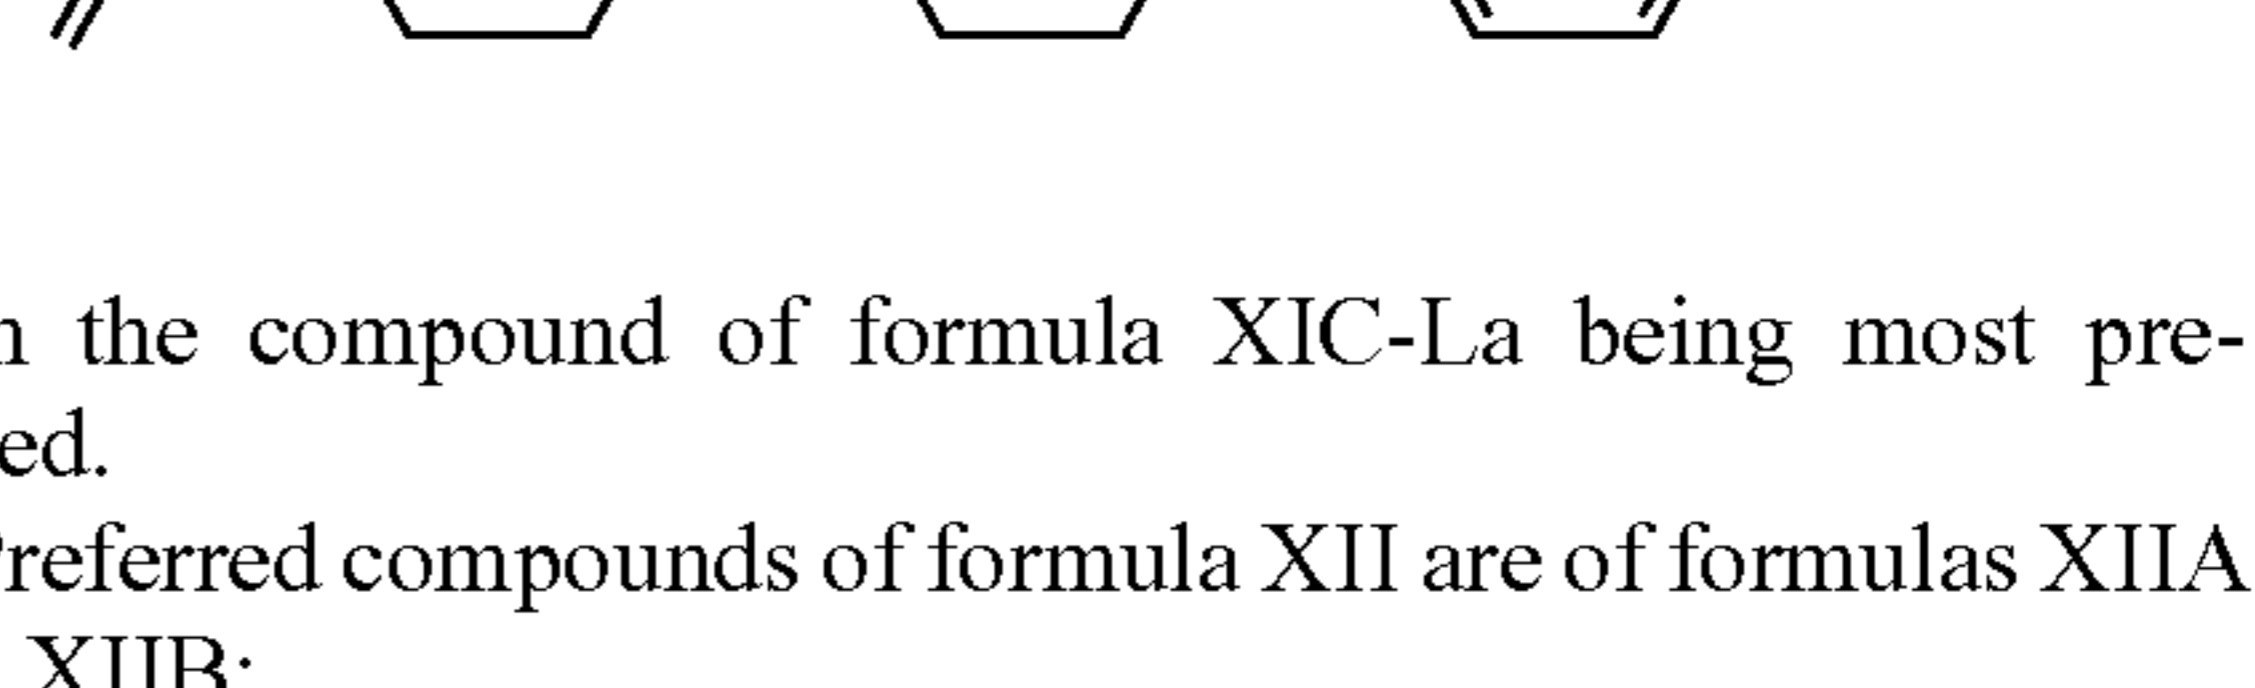 the compound of formula XIC-La being most pre-
ed.
referred compounds of formula XII are of formulas XIIA
XIIB: